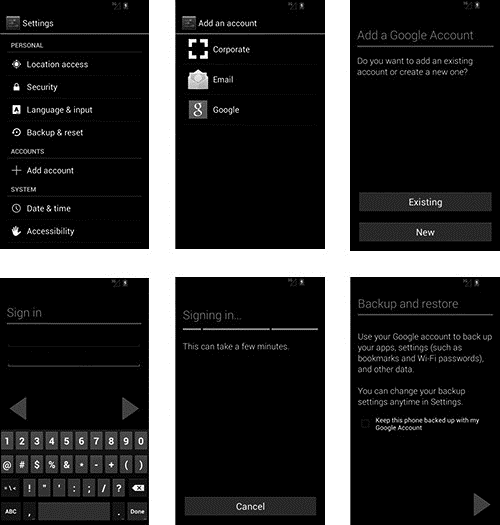 Settings
PERSONAL
Location access
Security
Language & input
Backup & reset
ACCOUNTS
Add account
SYSTEM
Date & time
Accessibility
Add an account
Corporate
Email
Google
Add a Google Account
Do you want to add an existing
account or create a new one?
Existing
New
Sign in
1 2 3 4 5 6 7 8 9 0
@ # $ % & * - + ( )
= \ < ! " ' : ; / ?
ABC , . Done
Signing in...
This can take a few minutes.
Cancel
Backup and restore
Use your Google account to back up
your apps, settings (such as
bookmarks and Wi-Fi passwords),
and other data.
You can change your backup
settings anytime in Settings.
Keep this phone backed up with my
Google Account